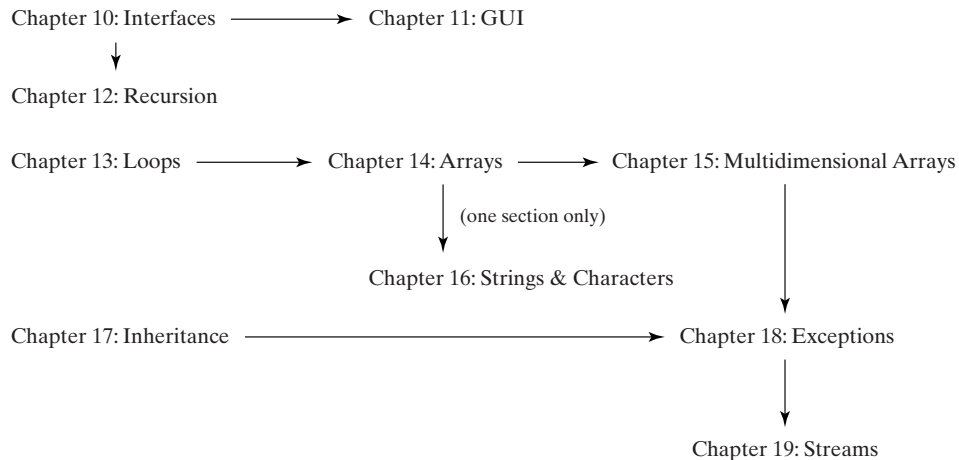 Chapter 10: Interfaces Chapter 11: GUI
Chapter 12: Recursion
Chapter 13: Loops Chapter 14: Arrays Chapter 15: Multidimensional Arrays
(one section only)
Chapter 16: Strings & Characters
Chapter 17: Inheritance Chapter 18: Exceptions
Chapter 19: Streams